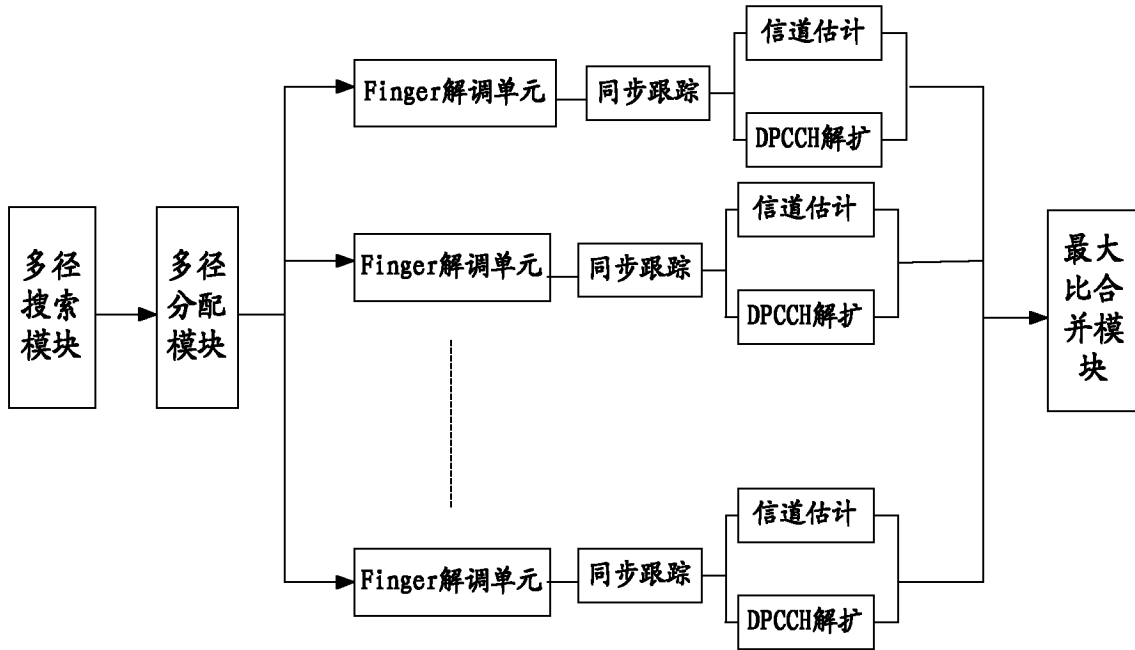 多径
搜索
模块
多径
分配
模块
Finger解调单元
同步跟踪
信道估计
DPCCH解扩
Finger解调单元
同步跟踪
信道估计
DPCCH解扩
Finger解调单元
同步跟踪
信道估计
DPCCH解扩
最大
比合
并模
块